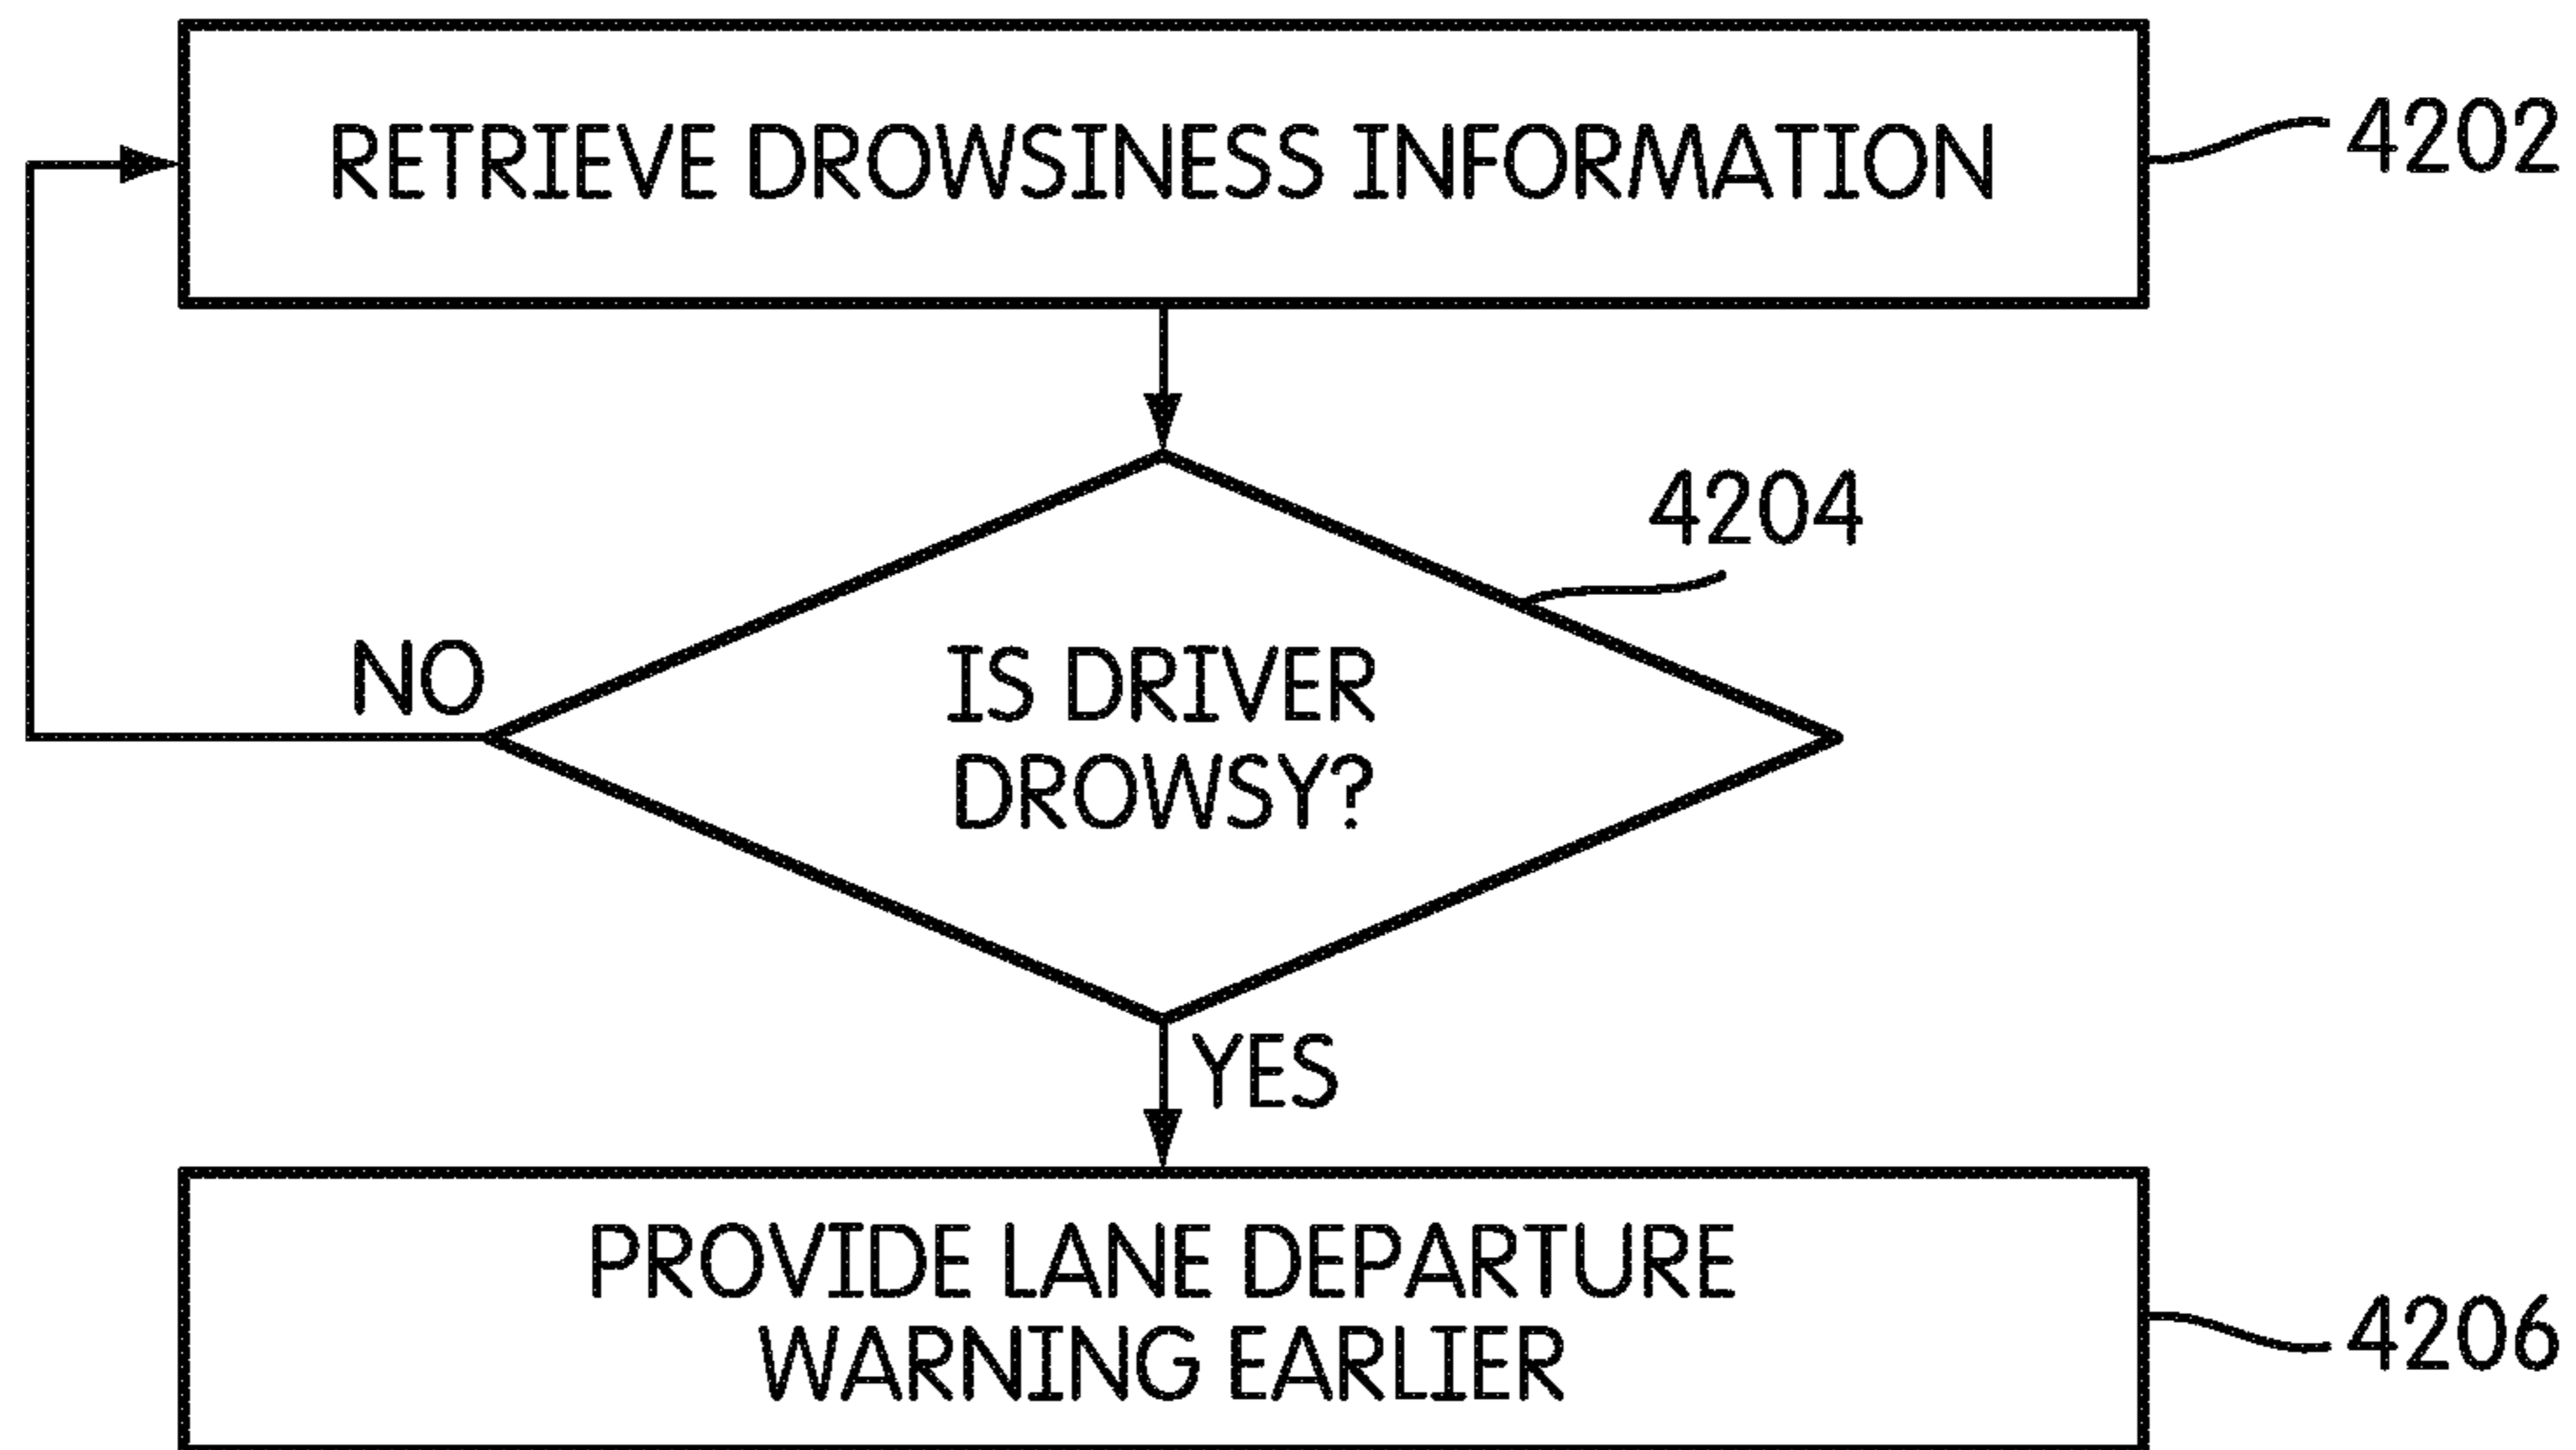 RETRIEVE DROWSINESS INFORMATION
4202
4204
NO
IS DRIVER
DROWSY?
YES
PROVIDE LANE DEPARTURE
WARNING EARLIER
4206